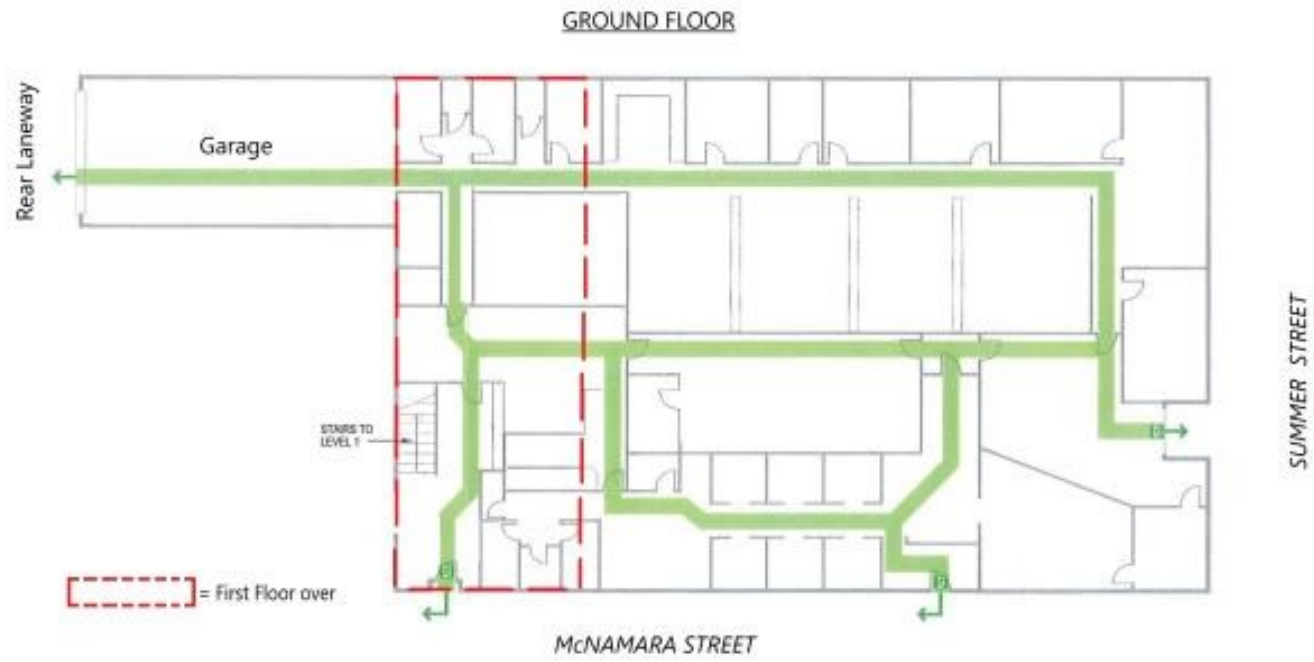 GROUND FLOOR
Rear Laneway
Garage
SUMMER STREET
STAIRS TO
LEVEL 1
= First Floor over
McNAMARA STREET